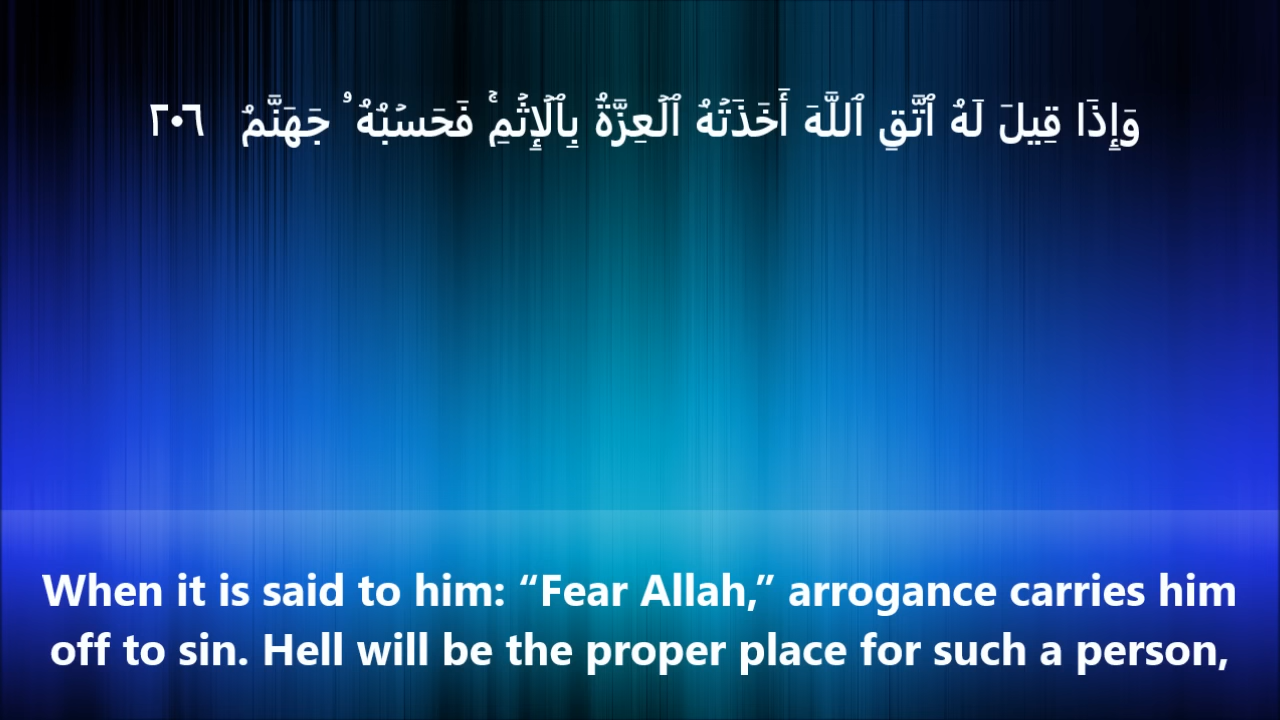 وَإِذَا قِيلَ لَهُ ٱتَّقِ ٱللَّهَ أَخَذَتۡهُ ٱلۡعِزَّةُ بِٱلۡإِثۡمِۚ فَحَسۡبُهُۥ جَهَنَّمُ ٢٠٦
When it is said to him: “Fear Allah,” arrogance carries him
off to sin. Hell will be the proper place for such a person,